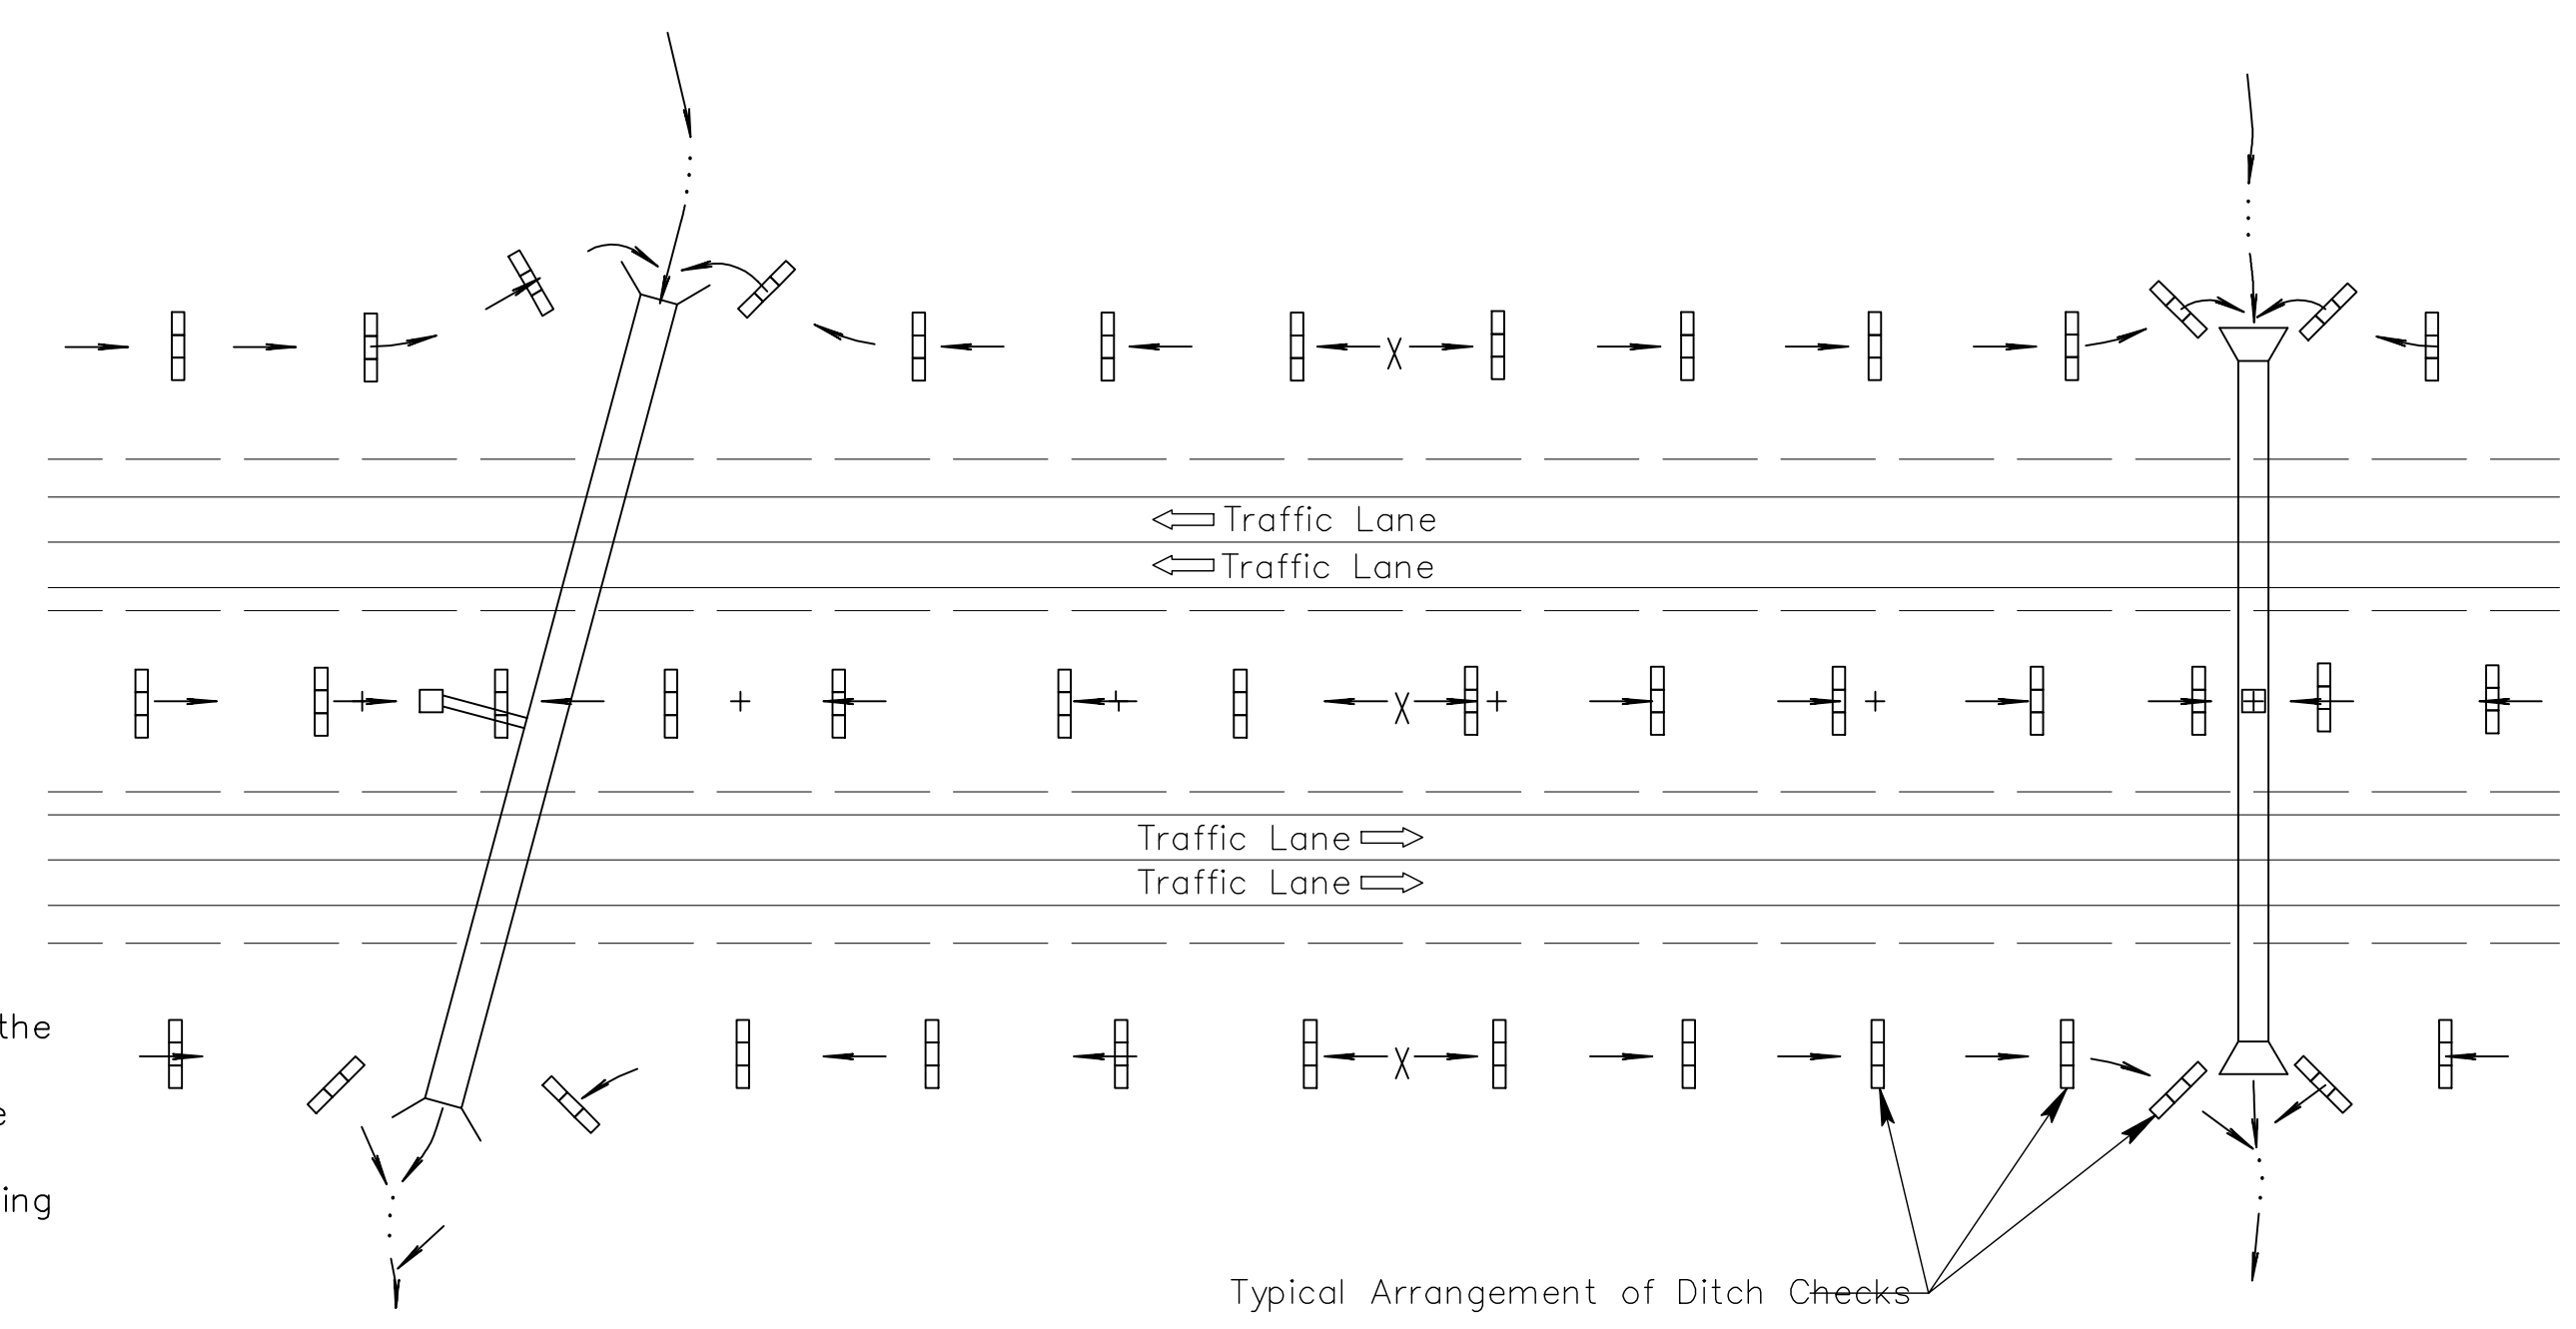 Traffic Lane
Traffic Lane
X
X
Traffic Lane
Traffic Lane
X
the
ing
Typical Arrangement of Ditch Checks